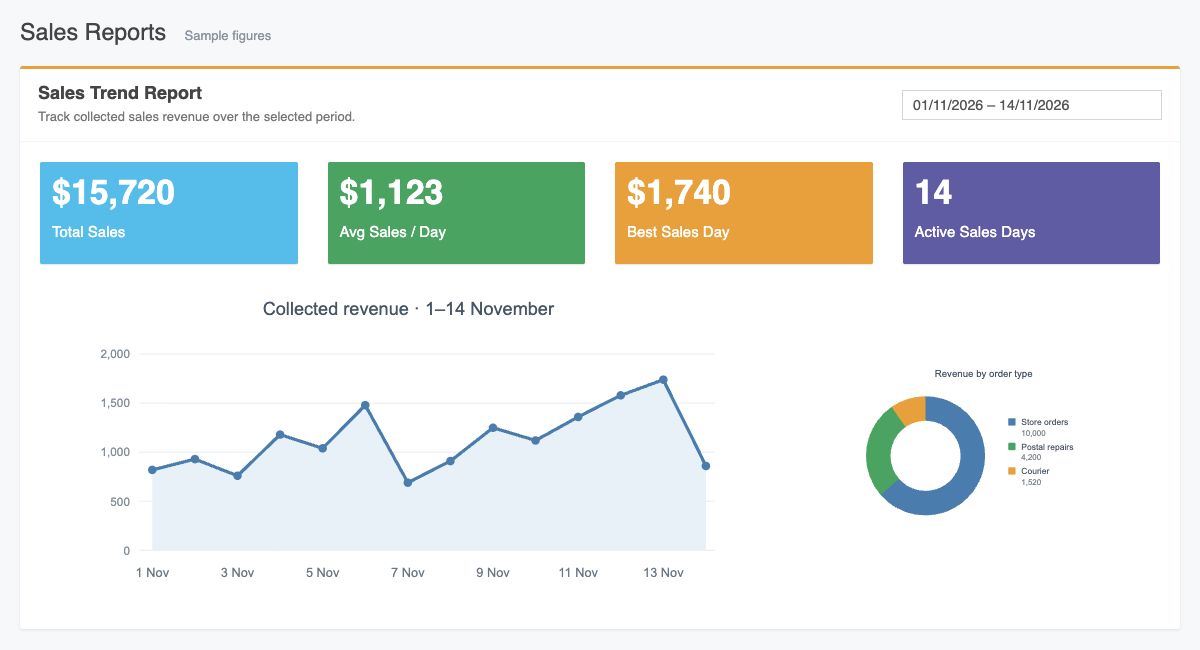 Sales Reports Sample figures
Sales Trend Report
Track collected sales revenue over the selected period.
01/11/2026 – 14/11/2026
$15,720
Total Sales
$1,123
Avg Sales / Day
$1,740
Best Sales Day
14
Active Sales Days
Collected revenue · 1–14 November
2,000
1,500
1,000
500
0
1 Nov 3 Nov 5 Nov 7 Nov 9 Nov 11 Nov 13 Nov
Revenue by order type
Store orders
10,000
Postal repairs
4,200
Courier
1,520